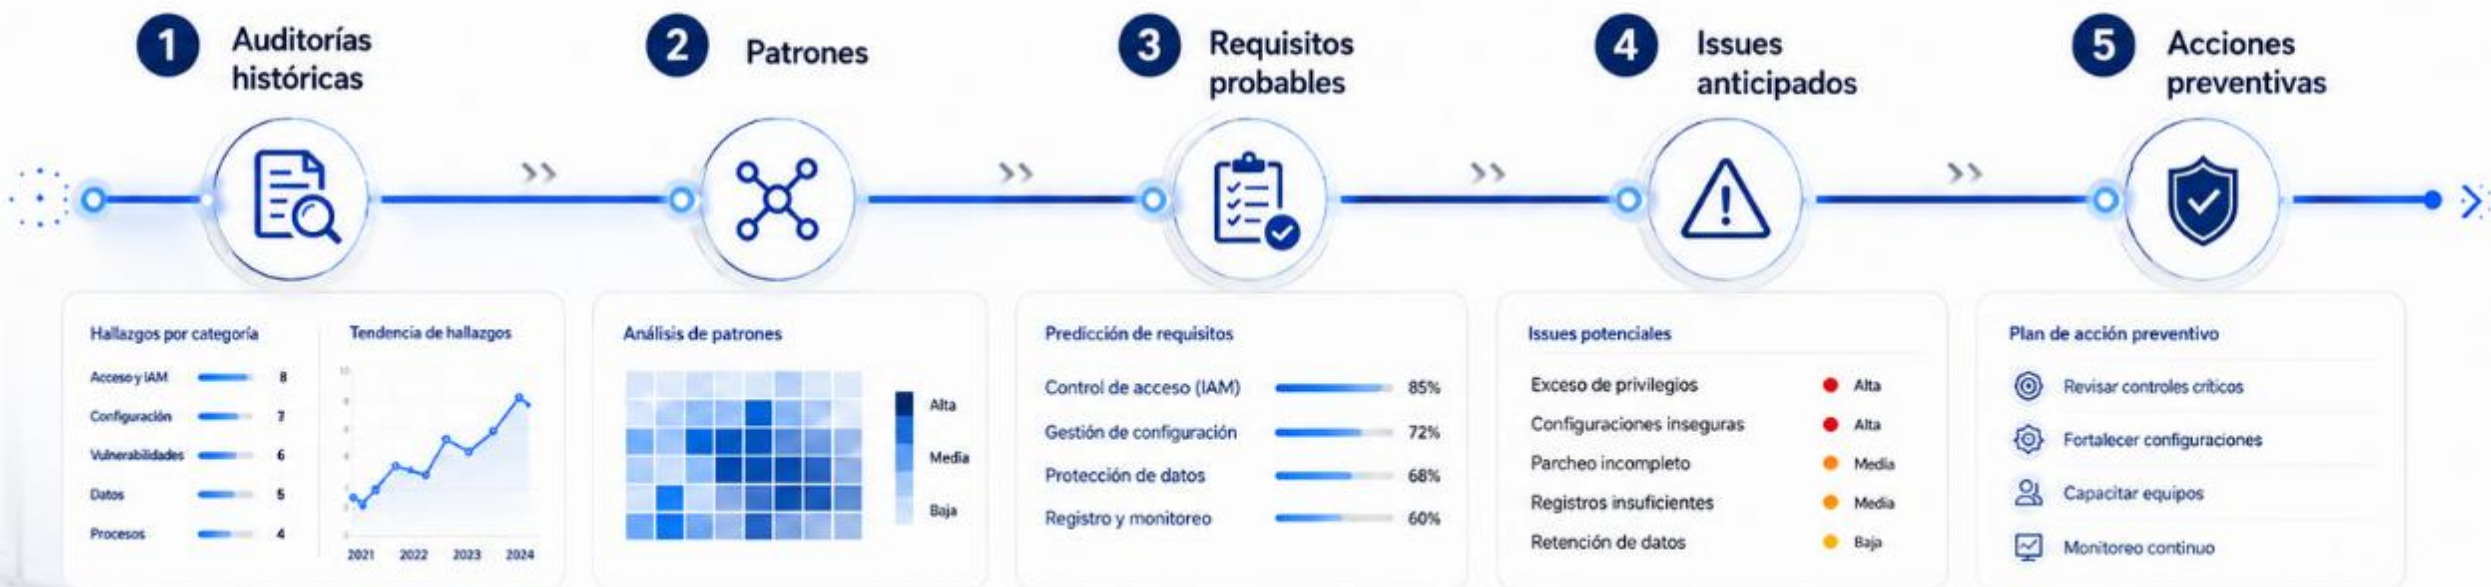 1
Auditorías
históricas
2
Patrones
3
Requisitos
probables
4
Issues
anticipados
5
Acciones
preventivas
Hallazgos por categoría
Acceso y IAM 8
Configuración 7
Vulnerabilidades 6
Datos 5
Procesos 4
Tendencia de hallazgos
2021 2022 2023 2024
Análisis de patrones
Alta
Media
Baja
Predicción de requisitos
Control de acceso (IAM) 85%
Gestión de configuración 72%
Protección de datos 68%
Registro y monitoreo 60%
Issues potenciales
Exceso de privilegios Alta
Configuraciones inseguras Alta
Parcheo incompleto Media
Registros insuficientes Media
Retención de datos Baja
Plan de acción preventivo
Revisar controles críticos
Fortalecer configuraciones
Capacitar equipos
Monitoreo continuo